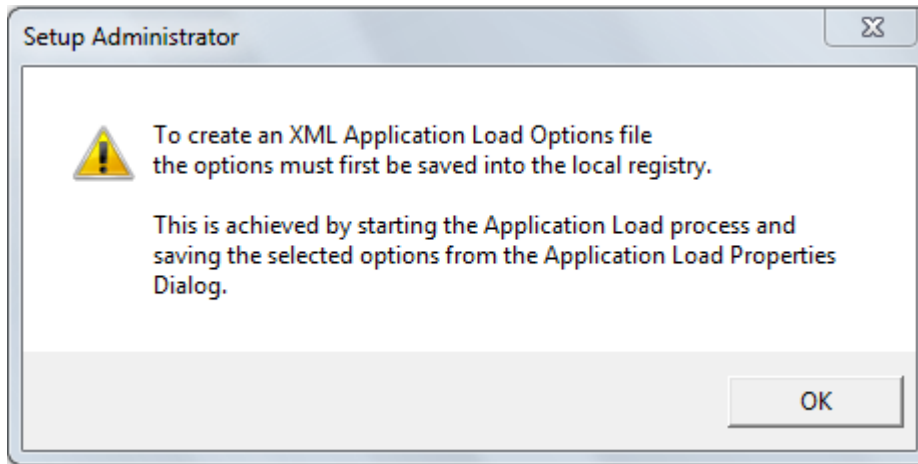 Setup Administrator
To create an XML Application Load Options file
the options must first be saved into the local registry.
This is achieved by starting the Application Load process and
saving the selected options from the Application Load Properties
Dialog.
OK